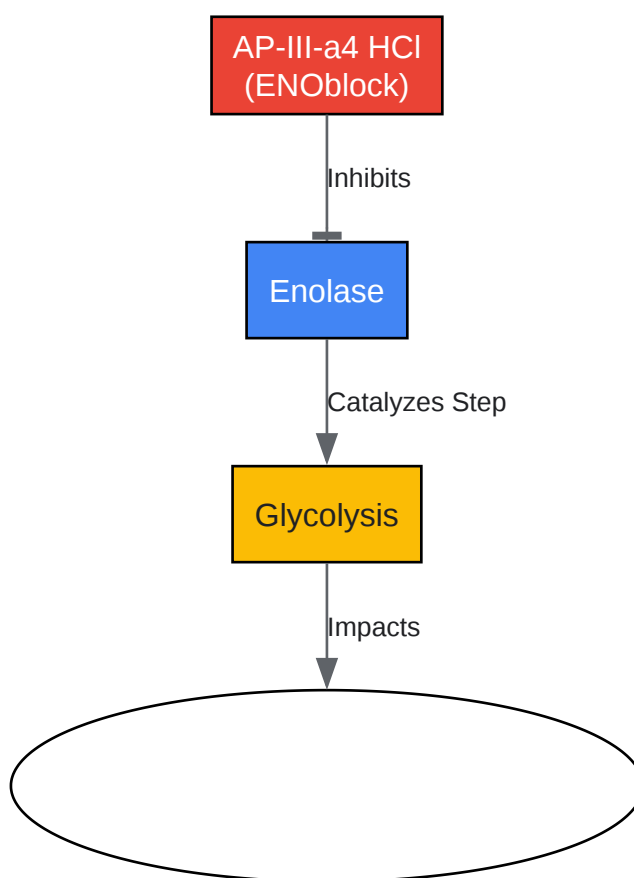 AP-III-a4 HCl
(ENOblock)
Inhibits
Enolase
Catalyzes Step
Glycolysis
Impacts